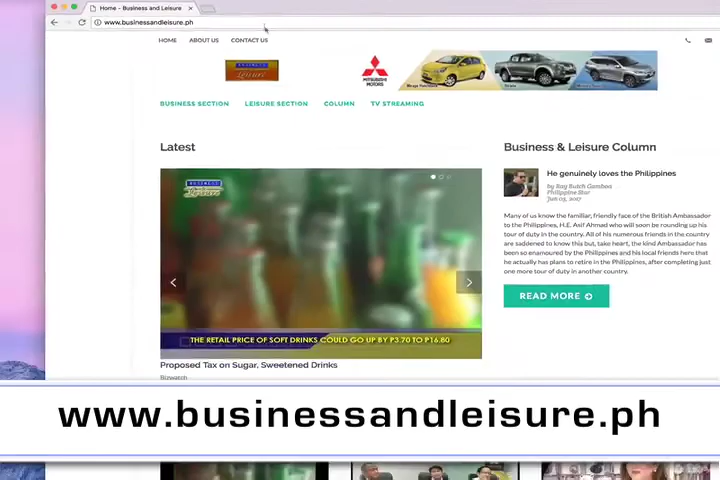 Home - Business and Leisure
www.businessandleisure.ph
HOME ABOUT US CONTACT US
BUSINESS
Leisure
MITSUBISHI
MOTORS
BUSINESS SECTION LEISURE SECTION COLUMN TV STREAMING
Latest
BUSINESS
Leisure
THE RETAIL PRICE OF SOFT DRINKS COULD GO UP BY P3.70 TO P16.80
Proposed Tax on Sugar, Sweetened Drinks
Bizwatch
Business & Leisure Column
He genuinely loves the Philippines
by Ray Butch Gamboa
Philippine Star
Jun 03, 2017
Many of us know the familiar, friendly face of the British Ambassador
to the Philippines, H.E. Asif Ahmad who will soon be rounding up his
tour of duty in the country. All of his numerous friends in the country
are saddened to know this but, take heart, the kind Ambassador has
been so enamoured by the Philippines and his local friends here that
he actually has plans to retire in the Philippines, after completing just
one more tour of duty in another country.
READ MORE
www.businessandleisure.ph